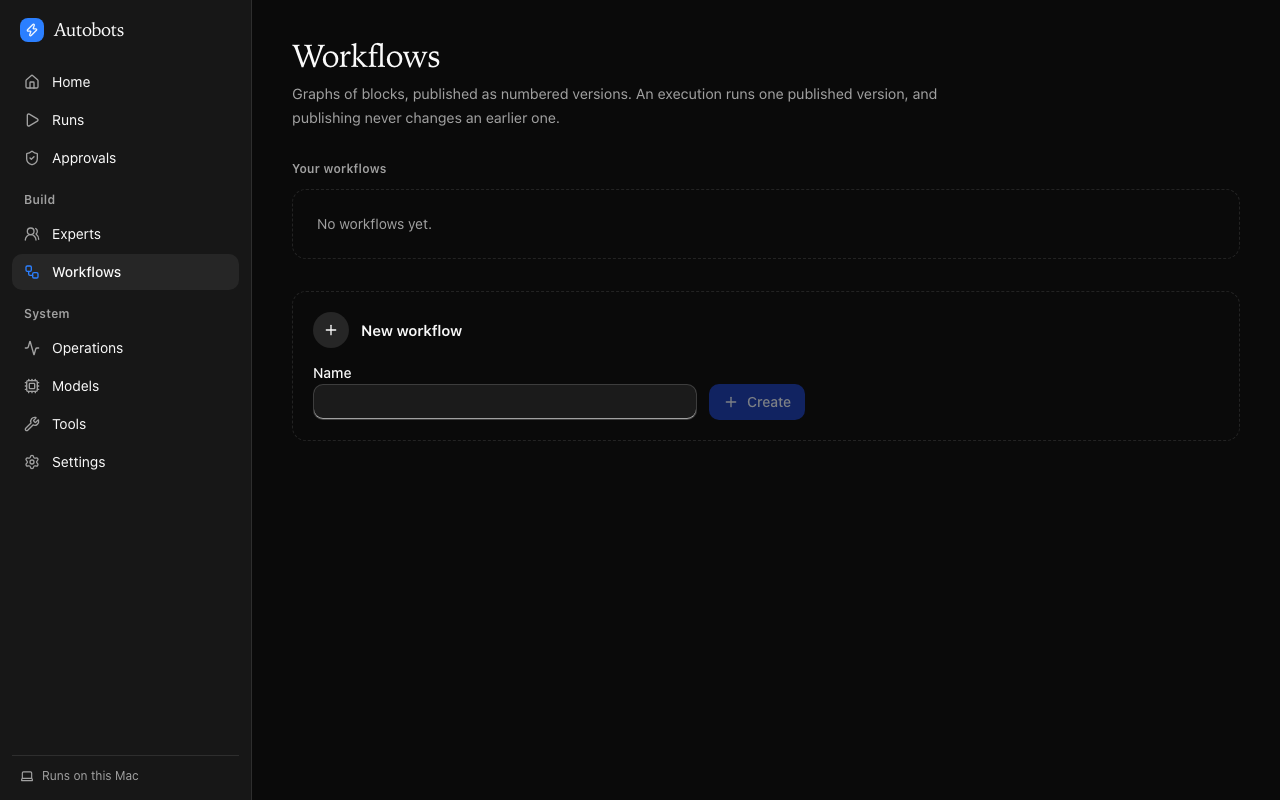 Autobots
Home
Runs
Approvals
Build
Experts
Workflows
System
Operations
Models
Tools
Settings
Runs on this Mac
Workflows
Graphs of blocks, published as numbered versions. An execution runs one published version, and
publishing never changes an earlier one.
Your workflows
No workflows yet.
New workflow
Name
Create